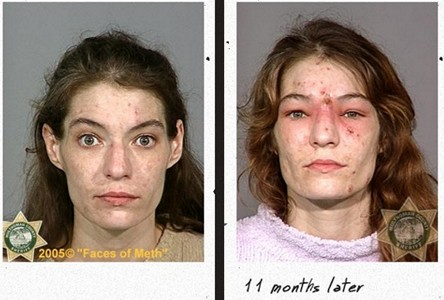 2005© "Faces of Meth"
11 months later